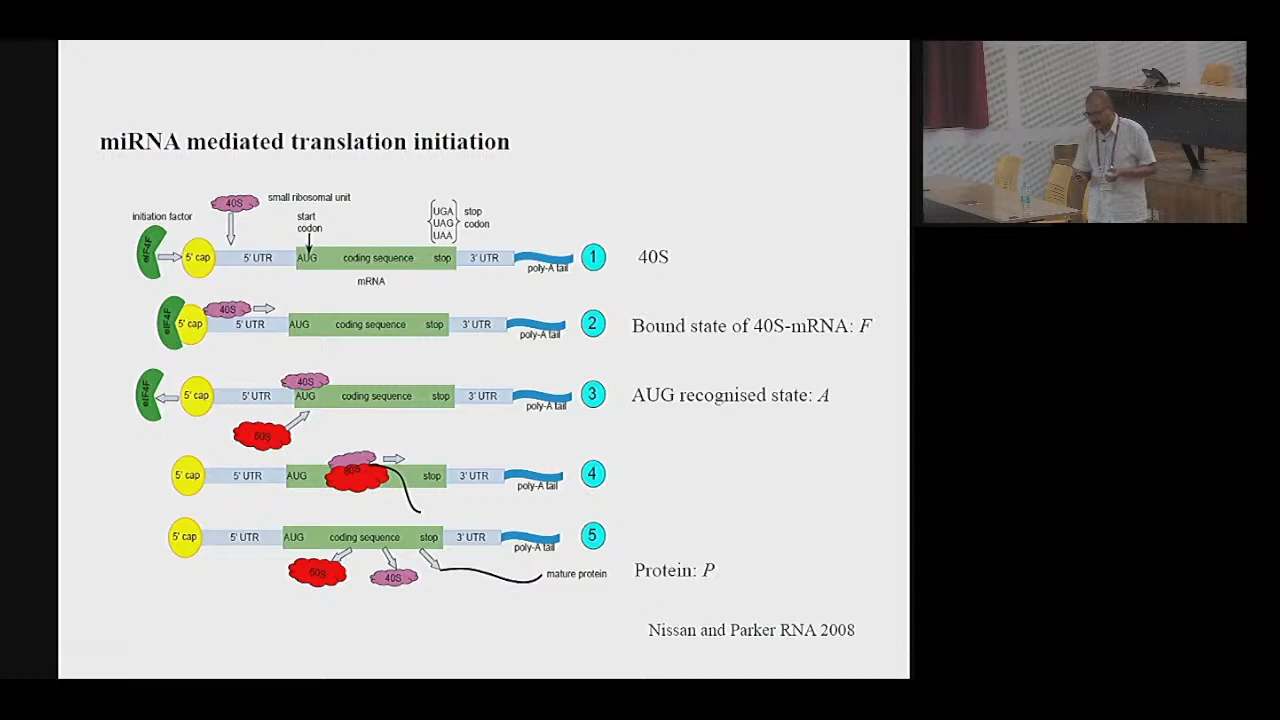 miRNA mediated translation initiation
40S
small ribosomal unit
initiation factor
start
codon
UGA
UAG
UAA
stop
codon
eIF4F
5' cap
5' UTR
AUG
coding sequence
stop
3' UTR
poly-A tail
mRNA
1
40S
eIF4F
5' cap
40S
5' UTR
AUG
coding sequence
stop
3' UTR
poly-A tail
2
Bound state of 40S-mRNA: F
eIF4F
5' cap
5' UTR
40S
AUG
coding sequence
stop
3' UTR
poly-A tail
3
AUG recognised state: A
60S
5' cap
5' UTR
AUG
60S
stop
3' UTR
poly-A tail
4
5' cap
5' UTR
AUG
coding sequence
stop
3' UTR
poly-A tail
5
60S
40S
mature protein
Protein: P
Nissan and Parker RNA 2008